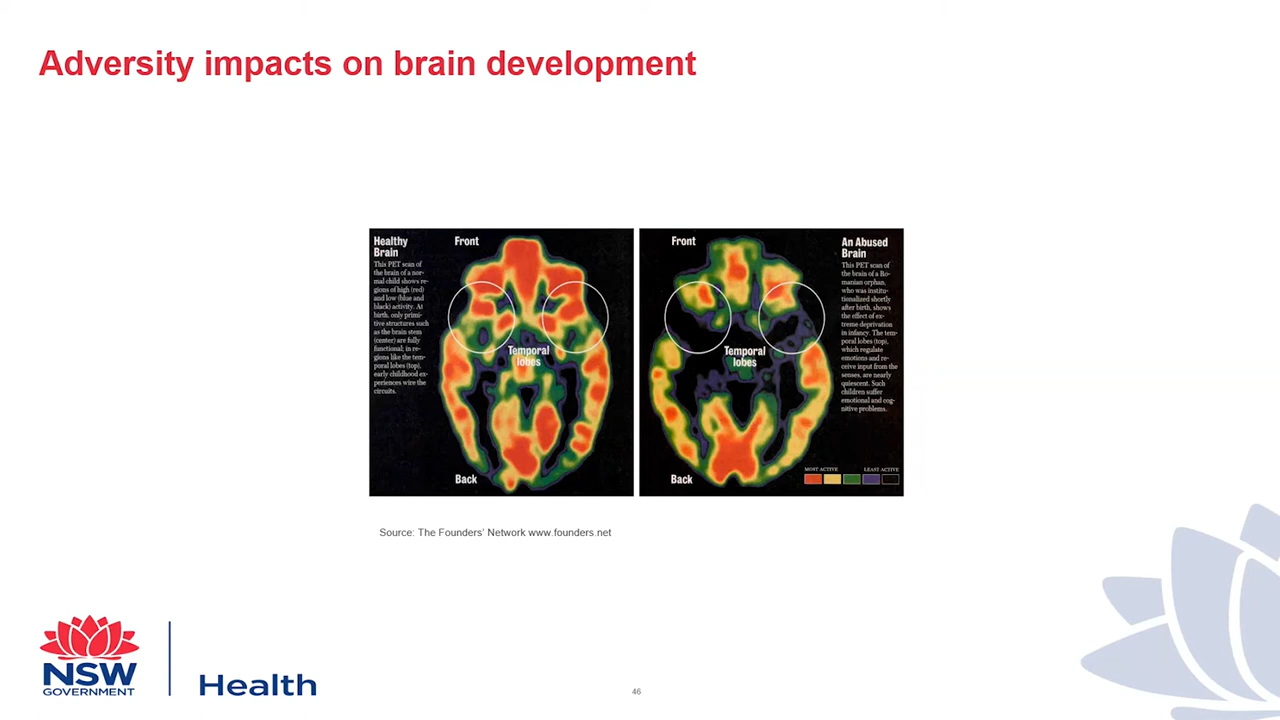 Adversity impacts on brain development
Healthy
Brain
This PET scan of
the brain of a nor-
mal child shows re-
gions of high (red)
and low (blue and
black) activity. At
birth, only primi-
tive structures such
as the brain stem
(center) are fully
functional; in re-
gions like the tem-
poral lobes (top),
early childhood ex-
periences wire the
circuits.
Front
Temporal
lobes
Back
Front
Temporal
lobes
Back
An Abused
Brain
This PET scan of
the brain of a Ro-
manian orphan,
who was institu-
tionalized shortly
after birth, shows
the effect of ex-
treme deprivation
in infancy. The tem-
poral lobes (top),
which regulate
emotions and re-
ceive input from the
senses, are nearly
quiescent. Such
children suffer
emotional and cog-
nitive problems.
MOST ACTIVE LEAST ACTIVE
Source: The Founders' Network www.founders.net
NSW
GOVERNMENT
Health
46